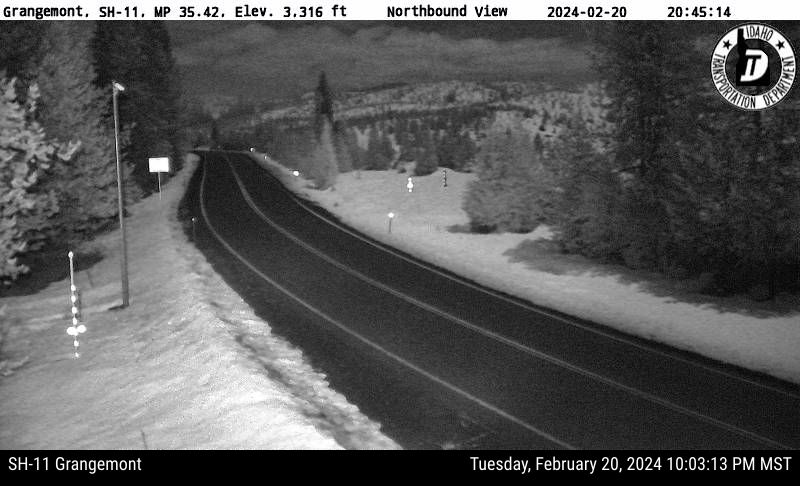 Grangemont, SH-11, MP 35.42, Elev. 3,316 ft Northbound View 2024-02-20 20:45:14
IDAHO
TRANSPORTATION DEPARTMENT
SH-11 Grangemont Tuesday, February 20, 2024 10:03:13 PM MST